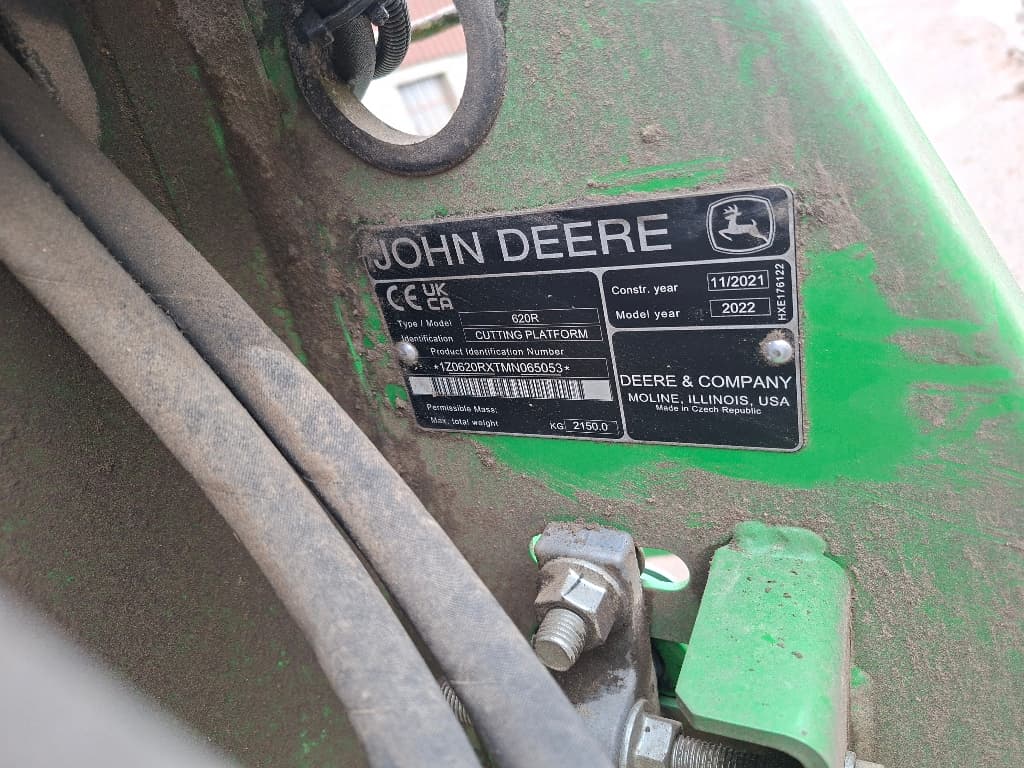 JOHN DEERE
CE UK CA
Type / Model 620R
Identification CUTTING PLATFORM
Product Identification Number
*1Z0620RXTMN065053*
Permissible Mass:
Max. total weight KG 2150.0
Constr. year 11/2021
Model year 2022
HXE176122
DEERE & COMPANY
MOLINE, ILLINOIS, USA
Made in Czech Republic